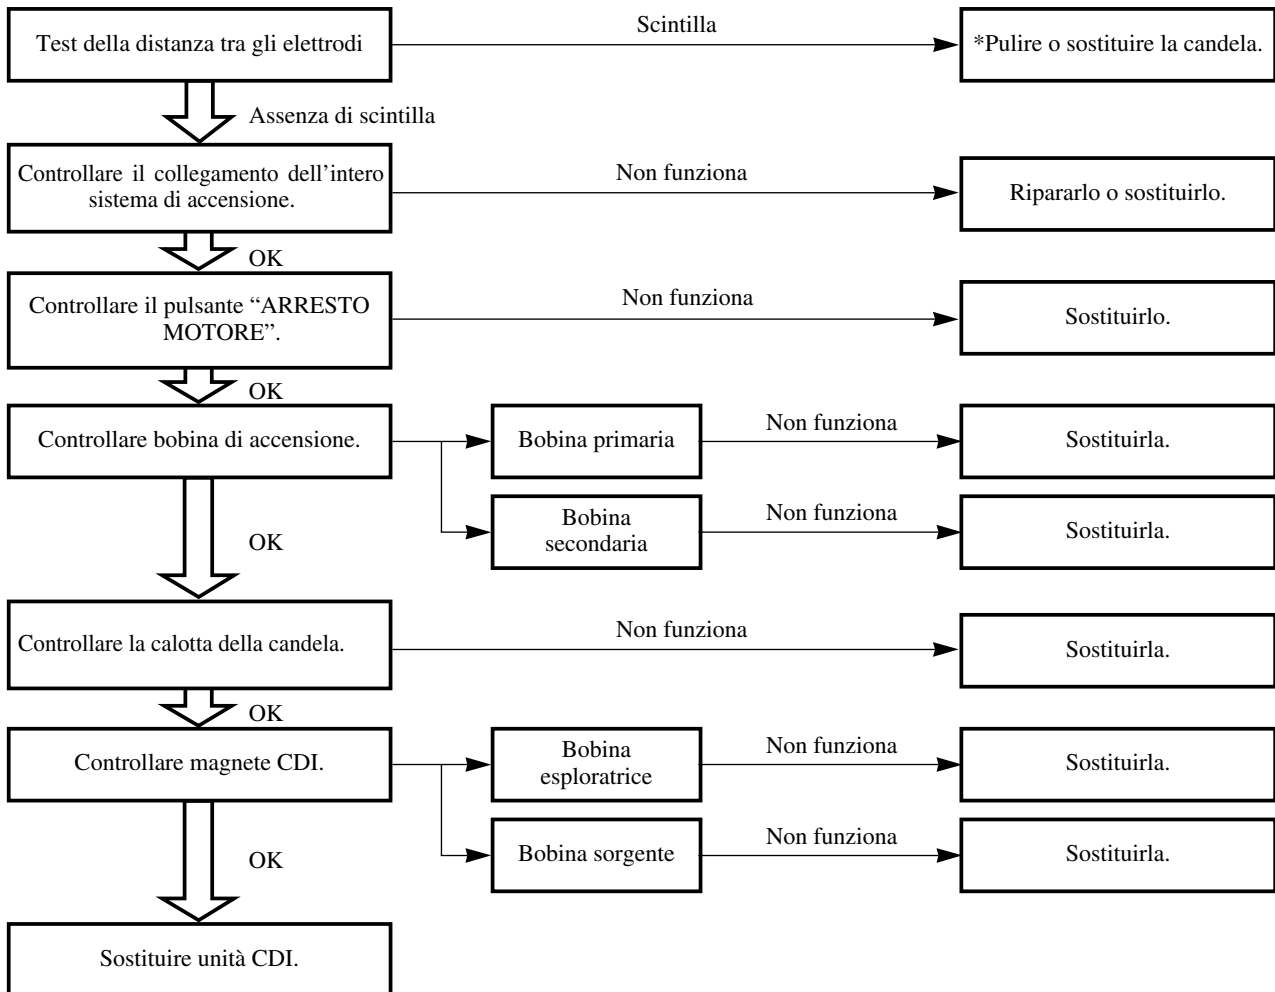 Test della distanza tra gli elettrodi
Scintilla
*Pulire o sostituire la candela.
Assenza di scintilla
Controllare il collegamento dell’intero
sistema di accensione.
Non funziona
Ripararlo o sostituirlo.
OK
Controllare il pulsante “ARRESTO
MOTORE”.
Non funziona
Sostituirlo.
OK
Controllare bobina di accensione.
Bobina primaria
Non funziona
Sostituirla.
Bobina
secondaria
Non funziona
Sostituirla.
OK
Controllare la calotta della candela.
Non funziona
Sostituirla.
OK
Controllare magnete CDI.
Bobina
esploratrice
Non funziona
Sostituirla.
Bobina sorgente
Non funziona
Sostituirla.
OK
Sostituire unità CDI.